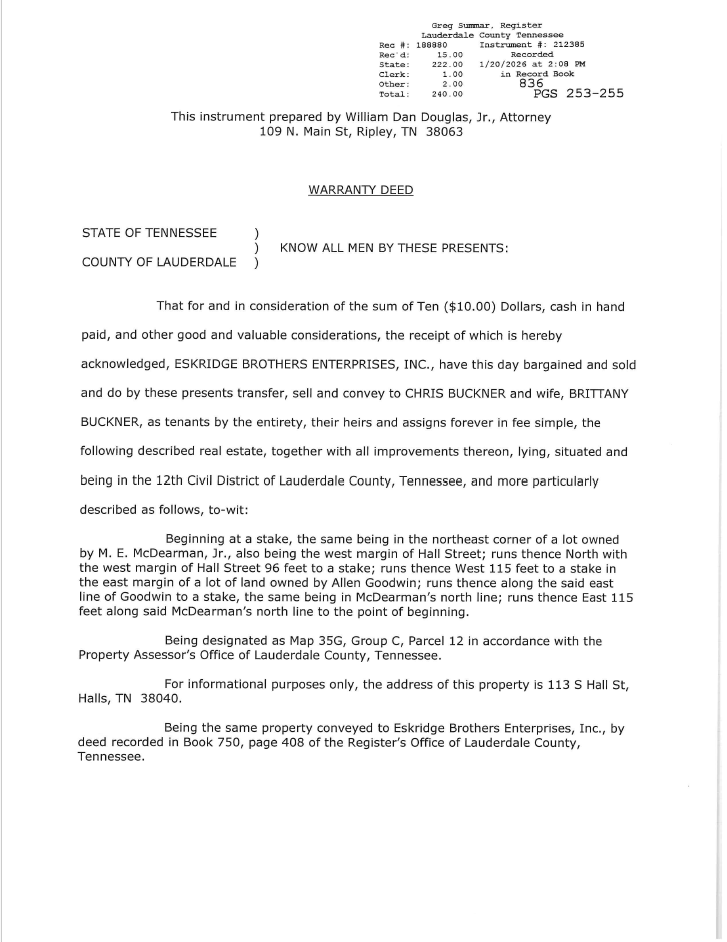 Greg Summar, Register
Lauderdale County Tennessee
Rec #: 188880 Instrument #: 212385
Rec'd: 15.00 Recorded
State: 222.00 1/20/2026 at 2:08 PM
Clerk: 1.00 in Record Book
Other: 2.00 836
Total: 240.00 PGS 253-255
This instrument prepared by William Dan Douglas, Jr., Attorney
109 N. Main St, Ripley, TN 38063
WARRANTY DEED
STATE OF TENNESSEE )
) KNOW ALL MEN BY THESE PRESENTS:
COUNTY OF LAUDERDALE )
That for and in consideration of the sum of Ten ($10.00) Dollars, cash in hand
paid, and other good and valuable considerations, the receipt of which is hereby
acknowledged, ESKRIDGE BROTHERS ENTERPRISES, INC., have this day bargained and sold
and do by these presents transfer, sell and convey to CHRIS BUCKNER and wife, BRITTANY
BUCKNER, as tenants by the entirety, their heirs and assigns forever in fee simple, the
following described real estate, together with all improvements thereon, lying, situated and
being in the 12th Civil District of Lauderdale County, Tennessee, and more particularly
described as follows, to-wit:
Beginning at a stake, the same being in the northeast corner of a lot owned
by M. E. McDearman, Jr., also being the west margin of Hall Street; runs thence North with
the west margin of Hall Street 96 feet to a stake; runs thence West 115 feet to a stake in
the east margin of a lot of land owned by Allen Goodwin; runs thence along the said east
line of Goodwin to a stake, the same being in McDearman's north line; runs thence East 115
feet along said McDearman's north line to the point of beginning.
Being designated as Map 35G, Group C, Parcel 12 in accordance with the
Property Assessor's Office of Lauderdale County, Tennessee.
For informational purposes only, the address of this property is 113 S Hall St,
Halls, TN 38040.
Being the same property conveyed to Eskridge Brothers Enterprises, Inc., by
deed recorded in Book 750, page 408 of the Register's Office of Lauderdale County,
Tennessee.